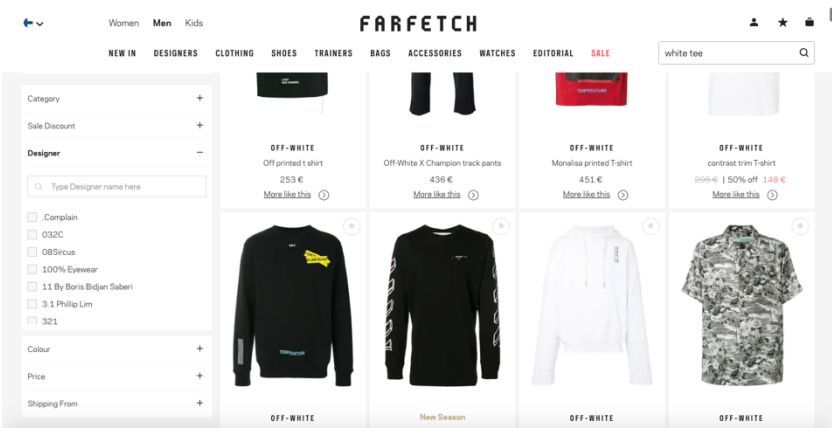 Women Men Kids
FARFETCH
NEW IN DESIGNERS CLOTHING SHOES TRAINERS BAGS ACCESSORIES WATCHES EDITORIAL SALE
white tee
Category +
Sale Discount +
Designer −
Type Designer name here
.Complain
032C
08Sircus
100% Eyewear
11 By Boris Bidjan Saberi
3.1 Phillip Lim
321
Colour +
Price +
Shipping From +
TEMPERATURE
OFF-WHITE
Off printed t shirt
253 €
More like this
OFF-WHITE
Off-White X Champion track pants
436 €
More like this
OFF-WHITE
Monalisa printed T-shirt
451 €
More like this
OFF-WHITE
contrast trim T-shirt
295 € | 50% off 148 €
More like this
OFF
TEMPERATURE
OFF-WHITE
New Season
OFF-WHITE
OFF-WHITE